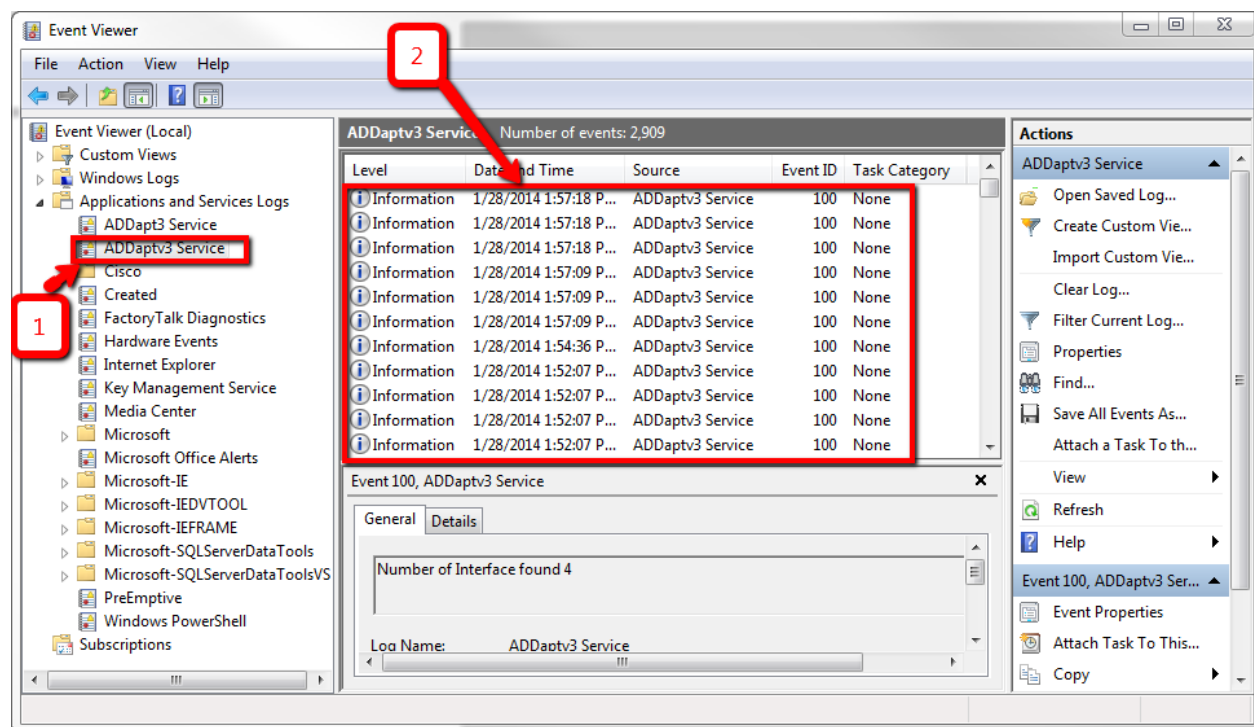 Event Viewer
2
File Action View Help
Event Viewer (Local)
Custom Views
Windows Logs
Applications and Services Logs
ADDapt3 Service
ADDaptv3 Service
Cisco
Created
1
FactoryTalk Diagnostics
Hardware Events
Internet Explorer
Key Management Service
Media Center
Microsoft
Microsoft Office Alerts
Microsoft-IE
Microsoft-IEDVTOOL
Microsoft-IEFRAME
Microsoft-SQLServerDataTools
Microsoft-SQLServerDataToolsVS
PreEmptive
Windows PowerShell
Subscriptions
ADDaptv3 Service Number of events: 2,909
Level Date and Time Source Event ID Task Category
Information 1/28/2014 1:57:18 P... ADDaptv3 Service 100 None
Information 1/28/2014 1:57:18 P... ADDaptv3 Service 100 None
Information 1/28/2014 1:57:18 P... ADDaptv3 Service 100 None
Information 1/28/2014 1:57:09 P... ADDaptv3 Service 100 None
Information 1/28/2014 1:57:09 P... ADDaptv3 Service 100 None
Information 1/28/2014 1:57:09 P... ADDaptv3 Service 100 None
Information 1/28/2014 1:54:36 P... ADDaptv3 Service 100 None
Information 1/28/2014 1:52:07 P... ADDaptv3 Service 100 None
Information 1/28/2014 1:52:07 P... ADDaptv3 Service 100 None
Information 1/28/2014 1:52:07 P... ADDaptv3 Service 100 None
Information 1/28/2014 1:52:07 P... ADDaptv3 Service 100 None
Event 100, ADDaptv3 Service
General Details
Number of Interface found 4
Log Name: ADDaptv3 Service
Actions
ADDaptv3 Service
Open Saved Log...
Create Custom Vie...
Import Custom Vie...
Clear Log...
Filter Current Log...
Properties
Find...
Save All Events As...
Attach a Task To th...
View
Refresh
Help
Event 100, ADDaptv3 Ser...
Event Properties
Attach Task To This...
Copy